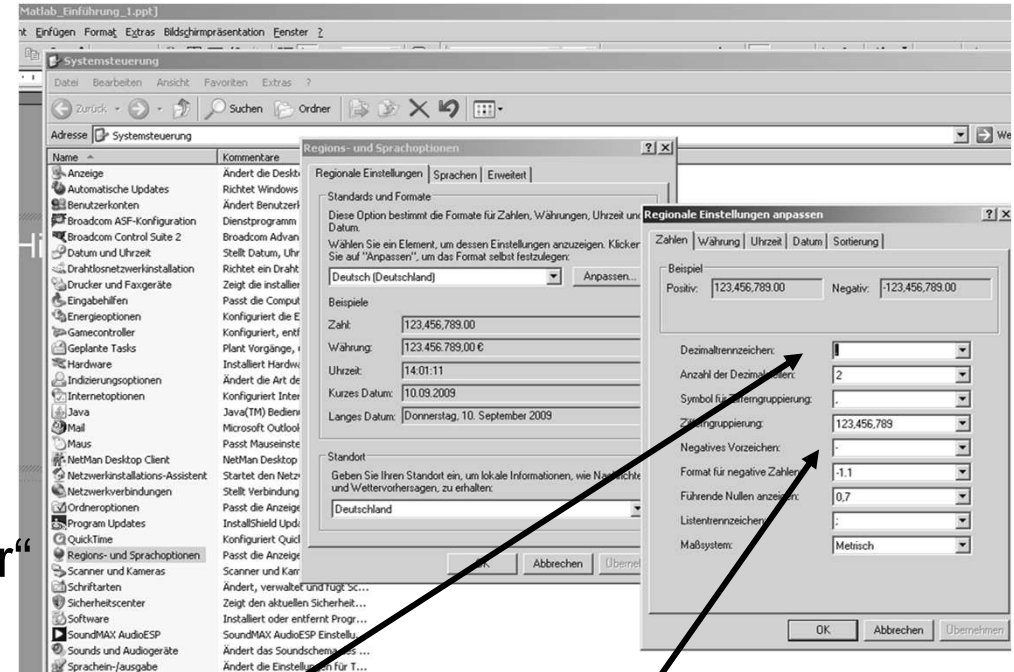 Matlab_Einführung_1.ppt]
Einfügen Format Extras Bildschirmpräsentation Fenster ?
Systemsteuerung
Datei Bearbeiten Ansicht Favoriten Extras ?
Zurück Suchen Ordner
Adresse Systemsteuerung
Name Kommentare
Anzeige Ändert die Deskt
Automatische Updates Richtet Windows
Benutzerkonten Ändert Benutzerk
Broadcom ASF-Konfiguration Dienstprogramm
Broadcom Control Suite 2 Broadcom Advan
Datum und Uhrzeit Stellt Datum, Uhr
Drahtlosnetzwerkinstallation Richtet ein Draht
Drucker und Faxgeräte Zeigt die installier
Eingabehilfen Passt die Comput
Energieoptionen Konfiguriert die E
Gamecontroller Konfiguriert, entf
Geplante Tasks Plant Vorgänge,
Hardware Installiert Hardwa
Indizierungsoptionen Ändert die Art de
Internetoptionen Konfiguriert Inter
Java Java(TM) Bedien
Mail Microsoft Outlool
Maus Passt Mauseinste
NetMan Desktop Client NetMan Desktop
Netzwerkinstallations-Assistent Startet den Netz
Netzwerkverbindungen Stellt Verbindung
Ordneroptionen Passt die Anzeige
Program Updates InstallShield Upd
QuickTime Konfiguriert Quic
Regions- und Sprachoptionen Passt die Anzeige
Scanner und Kameras Scanner und Kam
Schriftarten Ändert, verwaltet und fügt Sc...
Sicherheitscenter Zeigt den aktuellen Sicherheit...
Software Installiert oder entfernt Progr...
SoundMAX AudioESP SoundMAX AudioESP Einstellu...
Sounds und Audiogeräte Ändert das Soundschema des ...
Sprachein-/ausgabe Ändert die Einstellungen für T...
r“
Regions- und Sprachoptionen
Regionale Einstellungen Sprachen Erweitert
Standards und Formate
Diese Option bestimmt die Formate für Zahlen, Währungen, Uhrzeit und
Datum.
Wählen Sie ein Element, um dessen Einstellungen anzuzeigen. Klicken
Sie auf "Anpassen", um das Format selbst festzulegen:
Deutsch (Deutschland) Anpassen...
Beispiele
Zahl: 123,456,789.00
Währung: 123.456.789,00 €
Uhrzeit: 14:01:11
Kurzes Datum: 10.09.2009
Langes Datum: Donnerstag, 10. September 2009
Standort
Geben Sie Ihren Standort ein, um lokale Informationen, wie Nachrichte
und Wettervorhersagen, zu erhalten:
Deutschland
OK Abbrechen Überne
Regionale Einstellungen anpassen
Zahlen Währung Uhrzeit Datum Sortierung
Beispiel
Positiv: 123,456,789.00 Negativ: -123,456,789.00
Dezimaltrennzeichen:
Anzahl der Dezimalstellen: 2
Symbol für Zifferngruppierung: ,
Zifferngruppierung: 123,456,789
Negatives Vorzeichen: -
Format für negative Zahlen: -1.1
Führende Nullen anzeigen: 0,7
Listentrennzeichen: ;
Maßsystem: Metrisch
OK Abbrechen Übernehmen